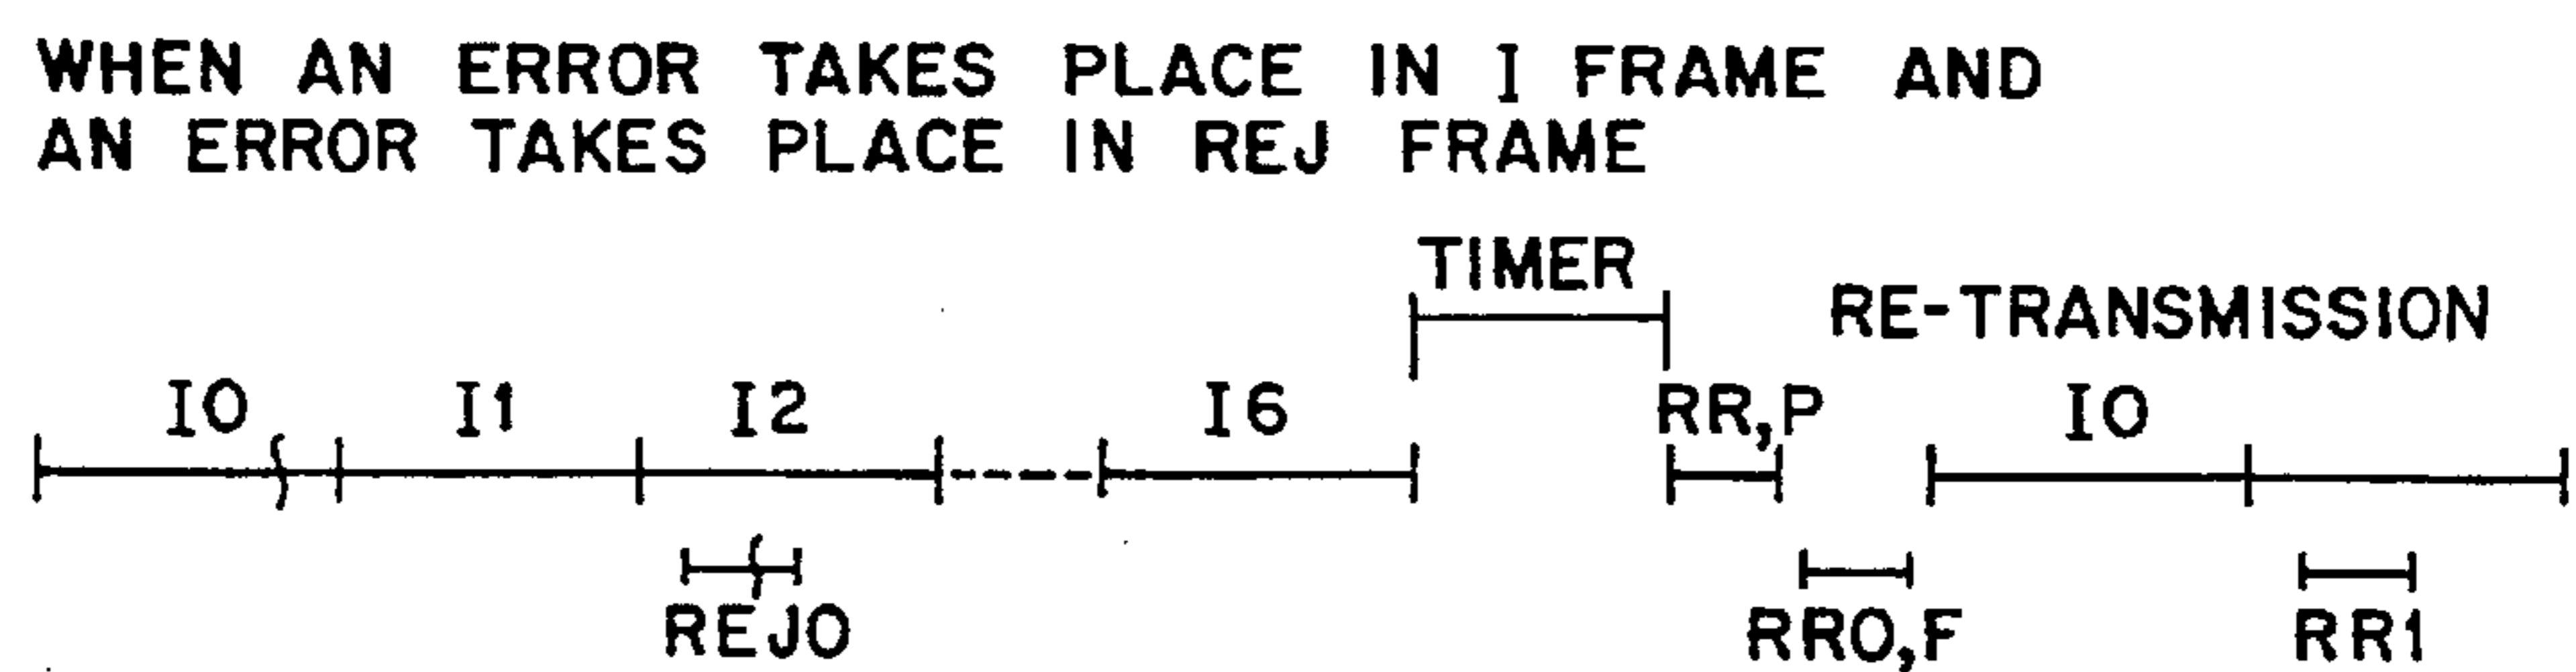 WHEN AN ERROR TAKES PLACE IN I FRAME AND
AN ERROR TAKES PLACE IN REJ FRAME
TIMER
RE-TRANSMISSION
I0 I1 I2 I6 RR,P I0
REJ0 RR0,F RR1